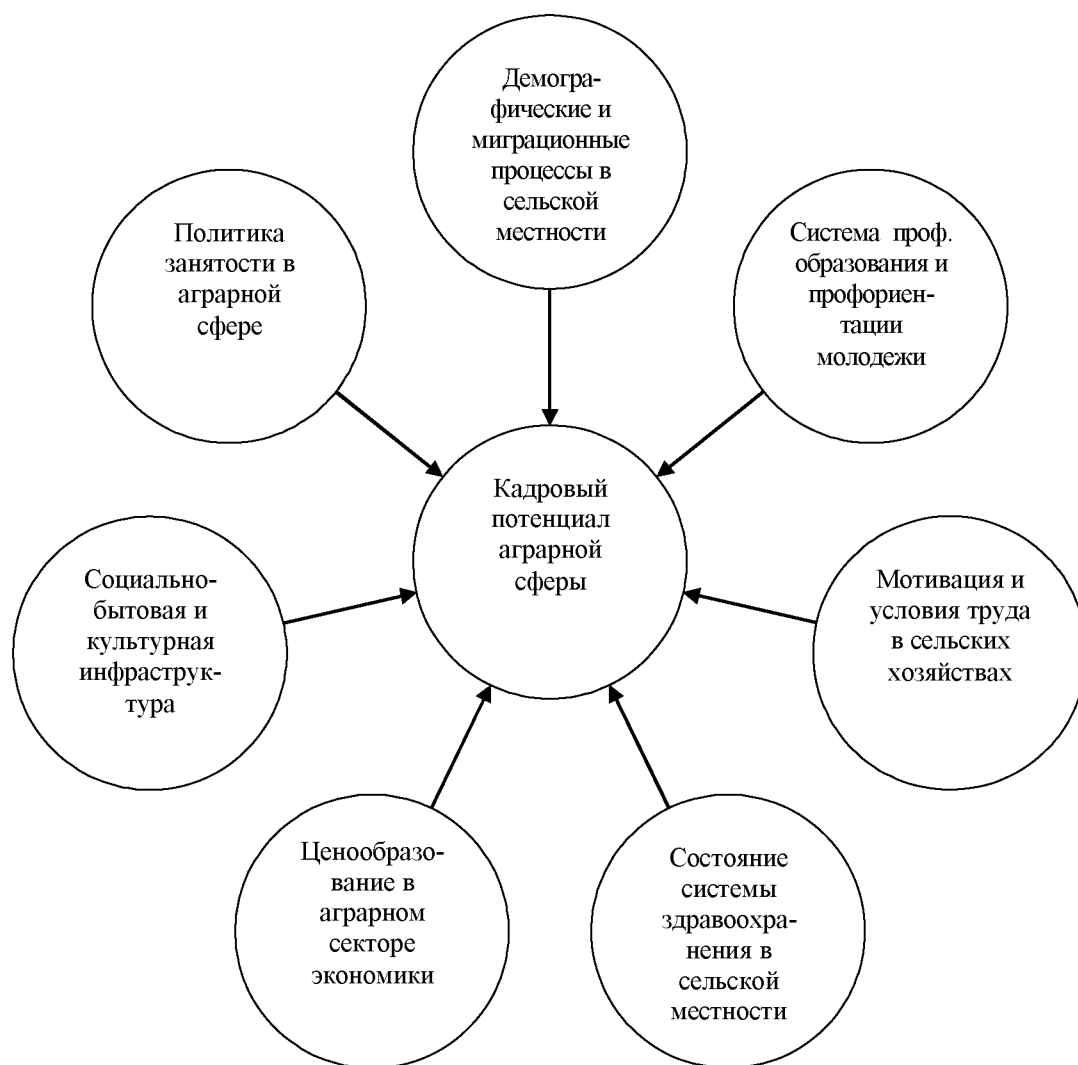 Демогра-
фические и
миграционные
процессы в
сельской
местности
Политика
занятости в
аграрной
сфере
Система проф.
образования и
профориен-
тации
молодежи
Кадровый
потенциал
аграрной
сферы
Социально-
бытовая и
культурная
инфраструк-
тура
Мотивация и
условия труда
в сельских
хозяйствах
Ценообразо-
вание в
аграрном
секторе
экономики
Состояние
системы
здравоохра-
нения в
сельской
местности